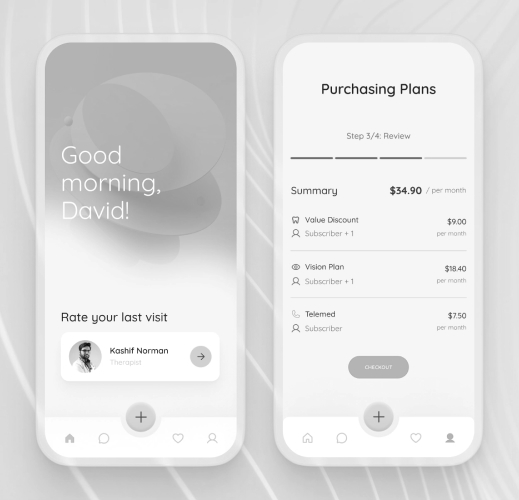 Good
morning,
David!
Rate your last visit
Kashif Norman
Therapist
Purchasing Plans
Step 3/4: Review
Summary $34.90 / per month
Value Discount $9.00
Subscriber + 1 per month
Vision Plan $18.40
Subscriber + 1 per month
Telemed $7.50
Subscriber per month
CHECKOUT